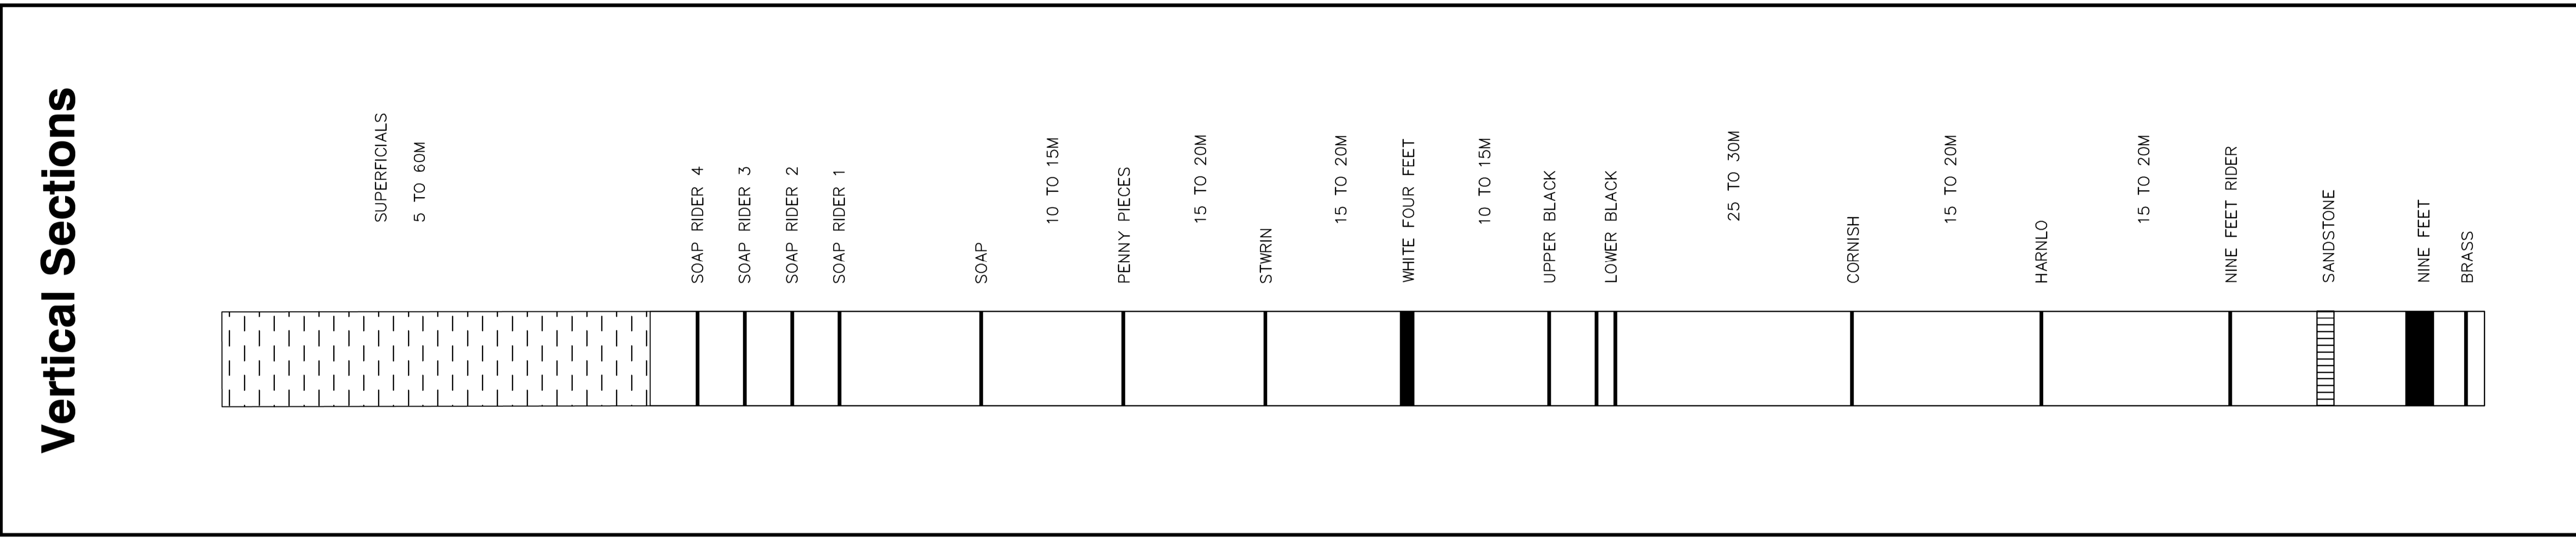 Vertical Sections
SUPERFICIALS
5 TO 60M
SOAP RIDER 4
SOAP RIDER 3
SOAP RIDER 2
SOAP RIDER 1
SOAP
10 TO 15M
PENNY PIECES
15 TO 20M
STWRIN
15 TO 20M
WHITE FOUR FEET
10 TO 15M
UPPER BLACK
LOWER BLACK
25 TO 30M
CORNISH
15 TO 20M
HARNLO
15 TO 20M
NINE FEET RIDER
SANDSTONE
NINE FEET
BRASS